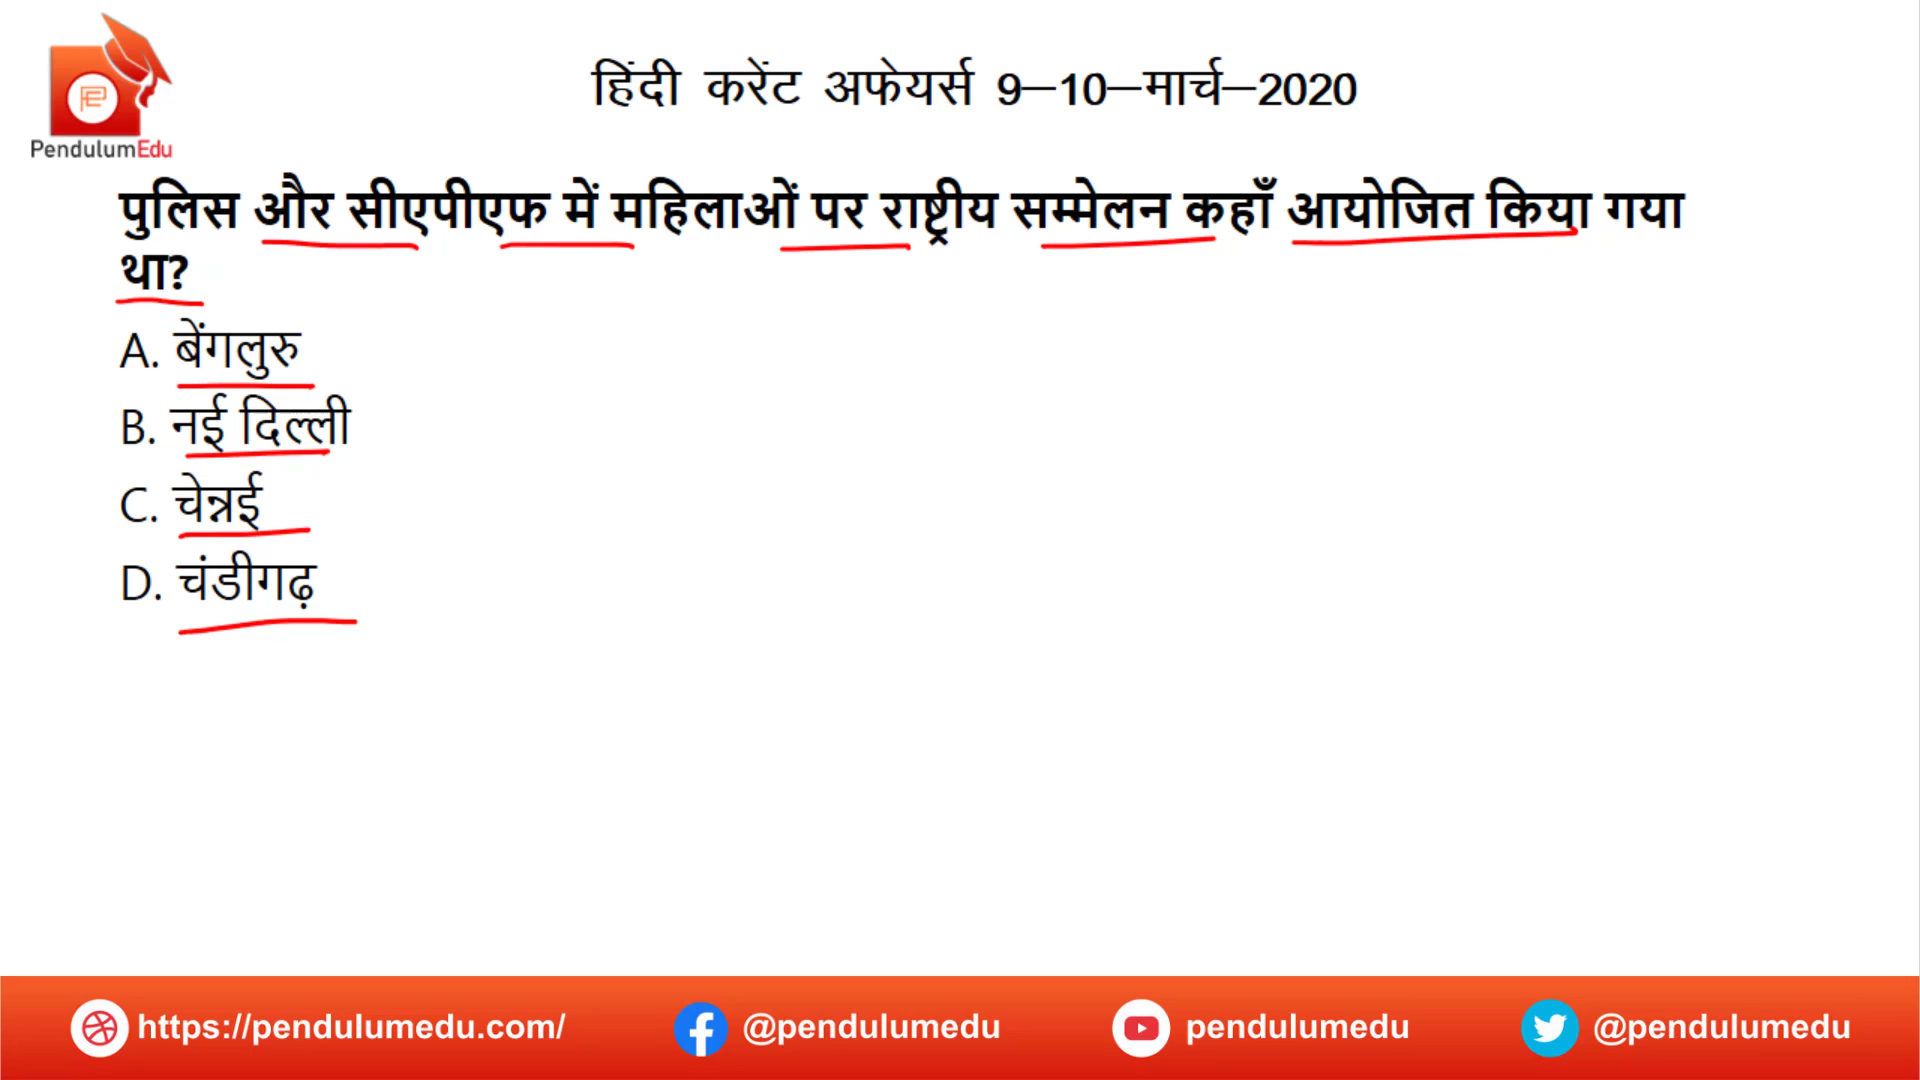 PendulumEdu
हिंदी करेंट अफेयर्स 9–10–मार्च–2020
पुलिस और सीएपीएफ में महिलाओं पर राष्ट्रीय सम्मेलन कहाँ आयोजित किया गया
था?
A. बेंगलुरु
B. नई दिल्ली
C. चेन्नई
D. चंडीगढ़
https://pendulumedu.com/ @pendulumedu pendulumedu @pendulumedu